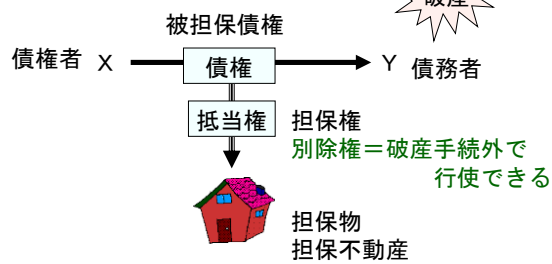 破産
被担保債権
債権者 X 債権 Y 債務者
抵当権 担保権
別除権＝破産手続外で
行使できる
担保物
担保不動産